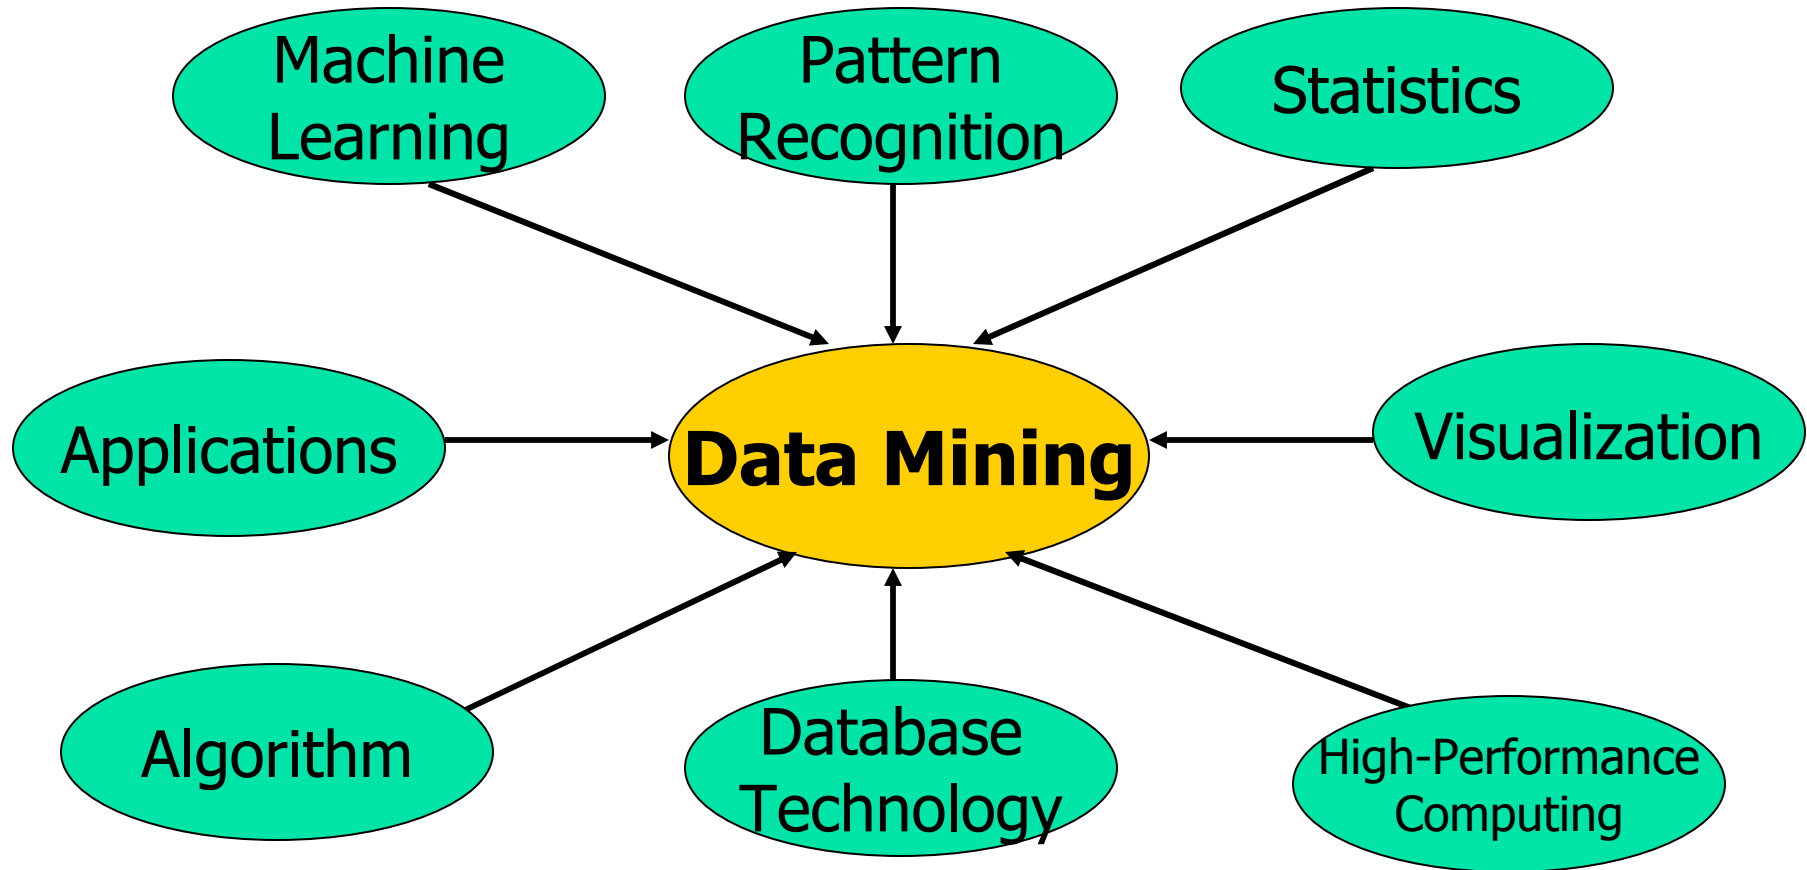 Machine
Learning
Pattern
Recognition
Statistics
Applications
Data Mining
Visualization
Algorithm
Database
Technology
High-Performance
Computing